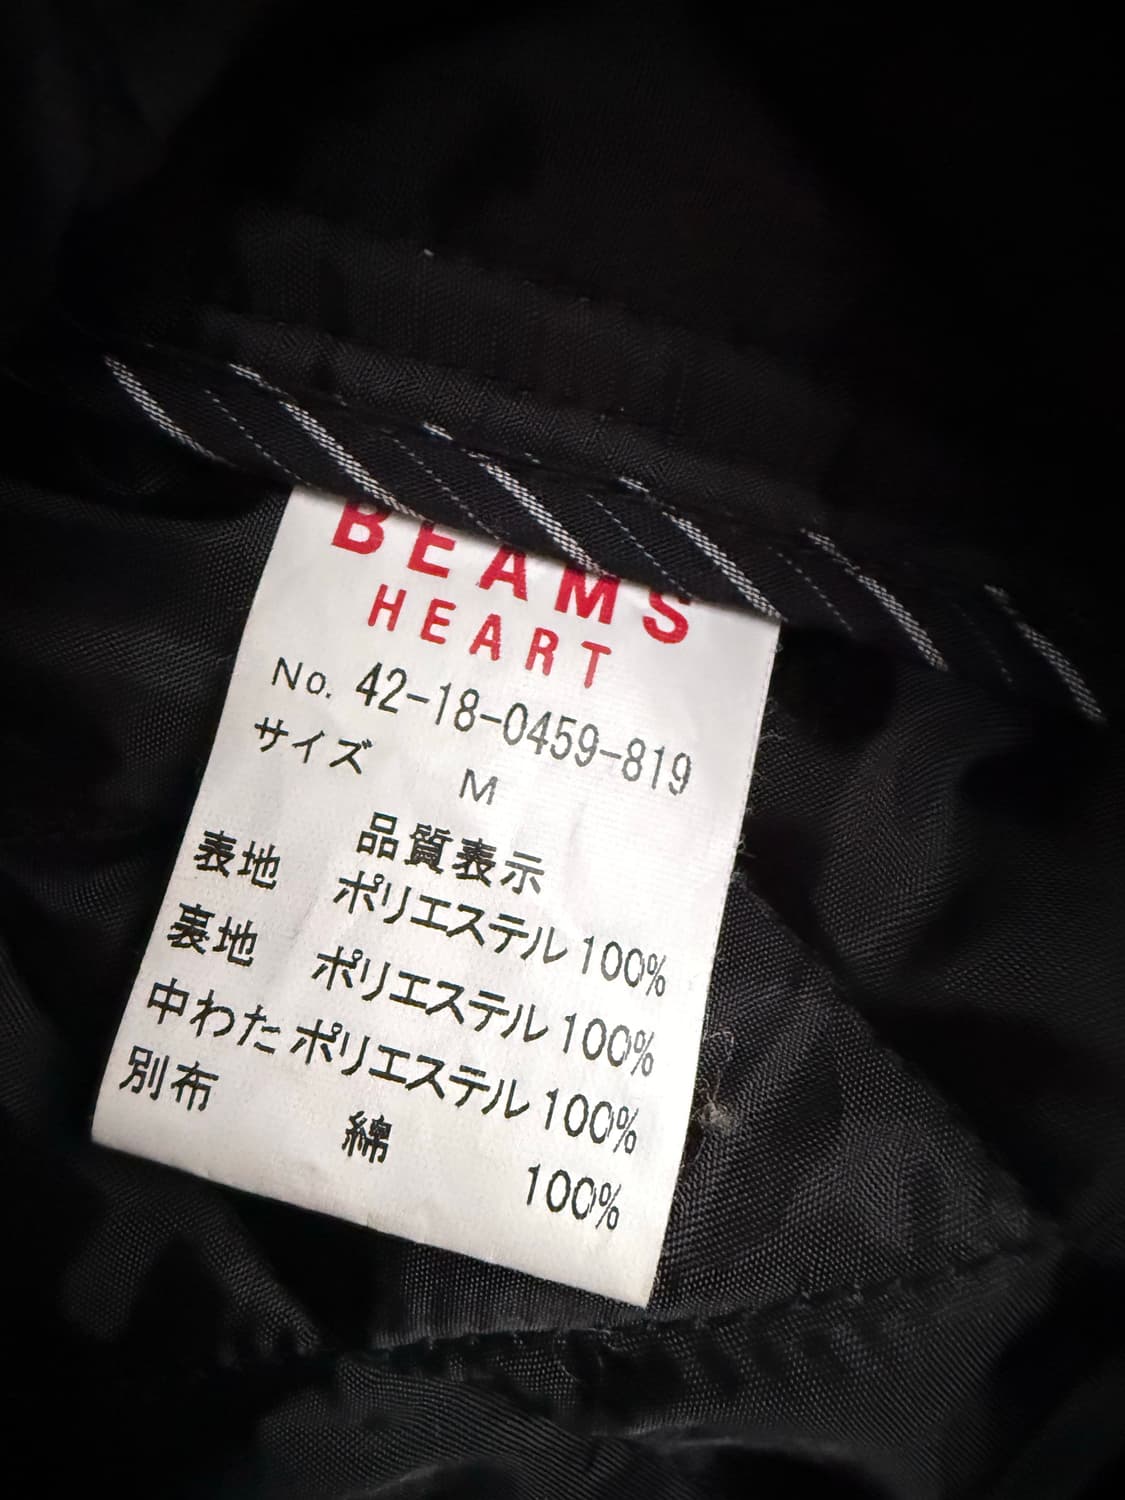 BEAMS
HEART
No. 42-18-0459-819
サイズ M
品質表示
表地 ポリエステル 100%
裏地 ポリエステル 100%
中わた ポリエステル 100%
別布 綿 100%